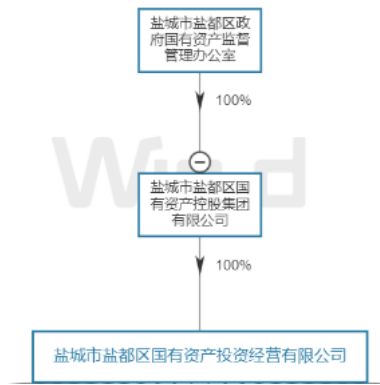 盐城市盐都区政
府国有资产监督
管理办公室
100%
Wind
盐城市盐都区国
有资产控股集团
有限公司
100%
盐城市盐都区国有资产投资经营有限公司